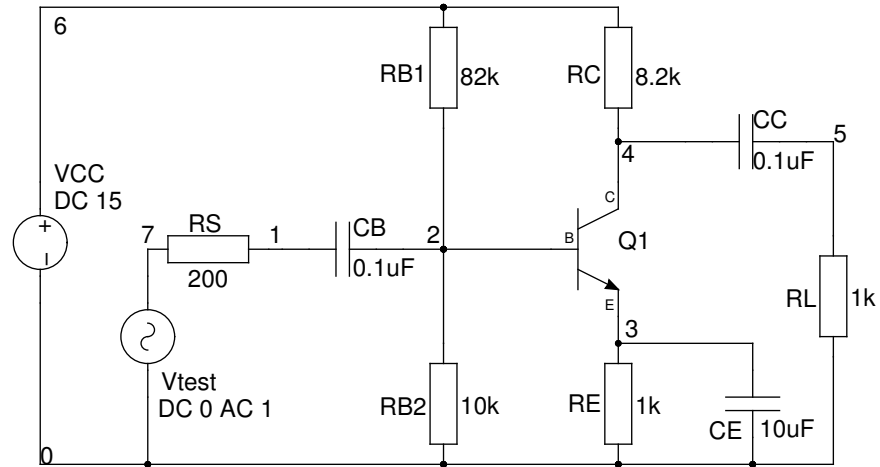 6
RB1
82k
RC
8.2k
CC
5
0.1uF
4
VCC
DC 15
C
7
RS
1
CB
2
B
Q1
200
0.1uF
E
RL
1k
3
Vtest
DC 0 AC 1
RB2
10k
RE
1k
CE
10uF
0
+
–